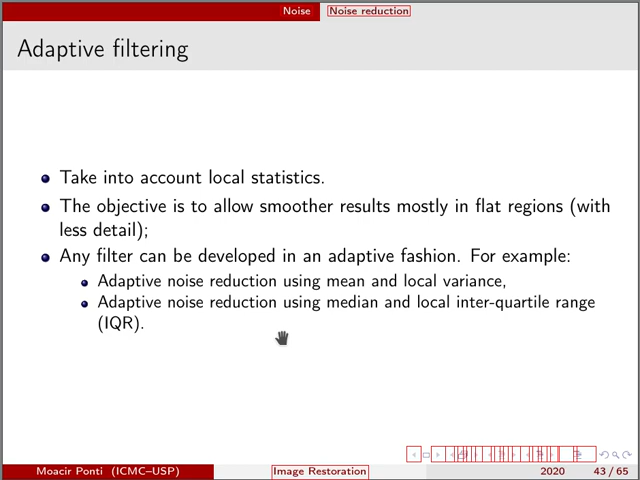 Noise Noise reduction
Adaptive filtering
Take into account local statistics.
The objective is to allow smoother results mostly in flat regions (with
less detail);
Any filter can be developed in an adaptive fashion. For example:
Adaptive noise reduction using mean and local variance,
Adaptive noise reduction using median and local inter-quartile range
(IQR).
Moacir Ponti (ICMC–USP) Image Restoration 2020 43 / 65